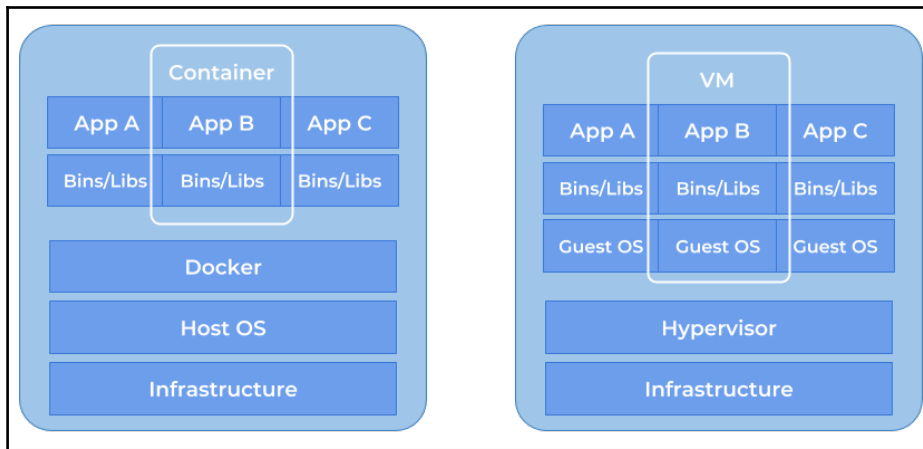 Container
App A App B App C
Bins/Libs Bins/Libs Bins/Libs
Docker
Host OS
Infrastructure
VM
App A App B App C
Bins/Libs Bins/Libs Bins/Libs
Guest OS Guest OS Guest OS
Hypervisor
Infrastructure